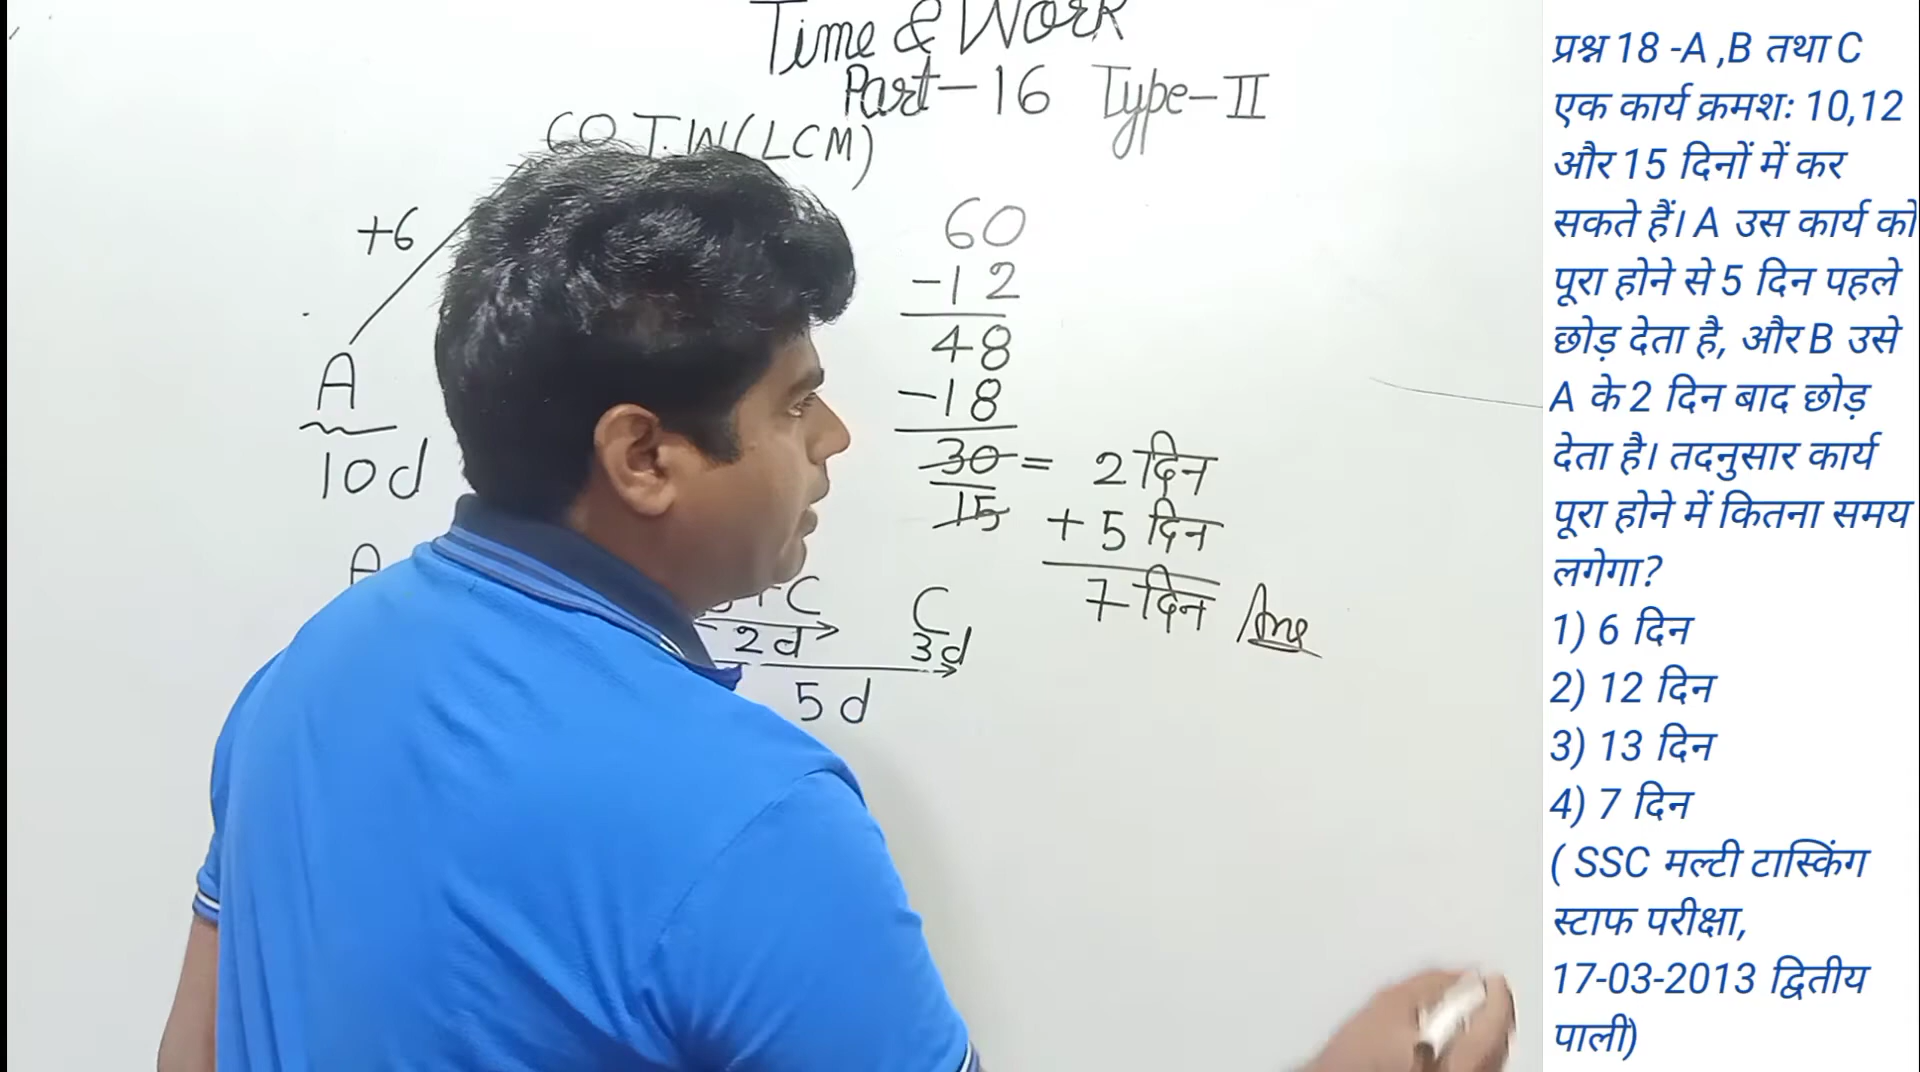 Time & Work
Part-16 Type-II
60 T.W(LCM)
+6
A
10d
60
-12
48
-18
30 = 2 दिन
15 + 5 दिन
7 दिन Ans
A
+C
2d
C
3d
5d
प्रश्न 18 -A ,B तथा C
एक कार्य क्रमशः 10,12
और 15 दिनों में कर
सकते हैं। A उस कार्य को
पूरा होने से 5 दिन पहले
छोड़ देता है, और B उसे
A के 2 दिन बाद छोड़
देता है। तदनुसार कार्य
पूरा होने में कितना समय
लगेगा?
1) 6 दिन
2) 12 दिन
3) 13 दिन
4) 7 दिन
( SSC मल्टी टास्किंग
स्टाफ परीक्षा,
17-03-2013 द्वितीय
पाली)